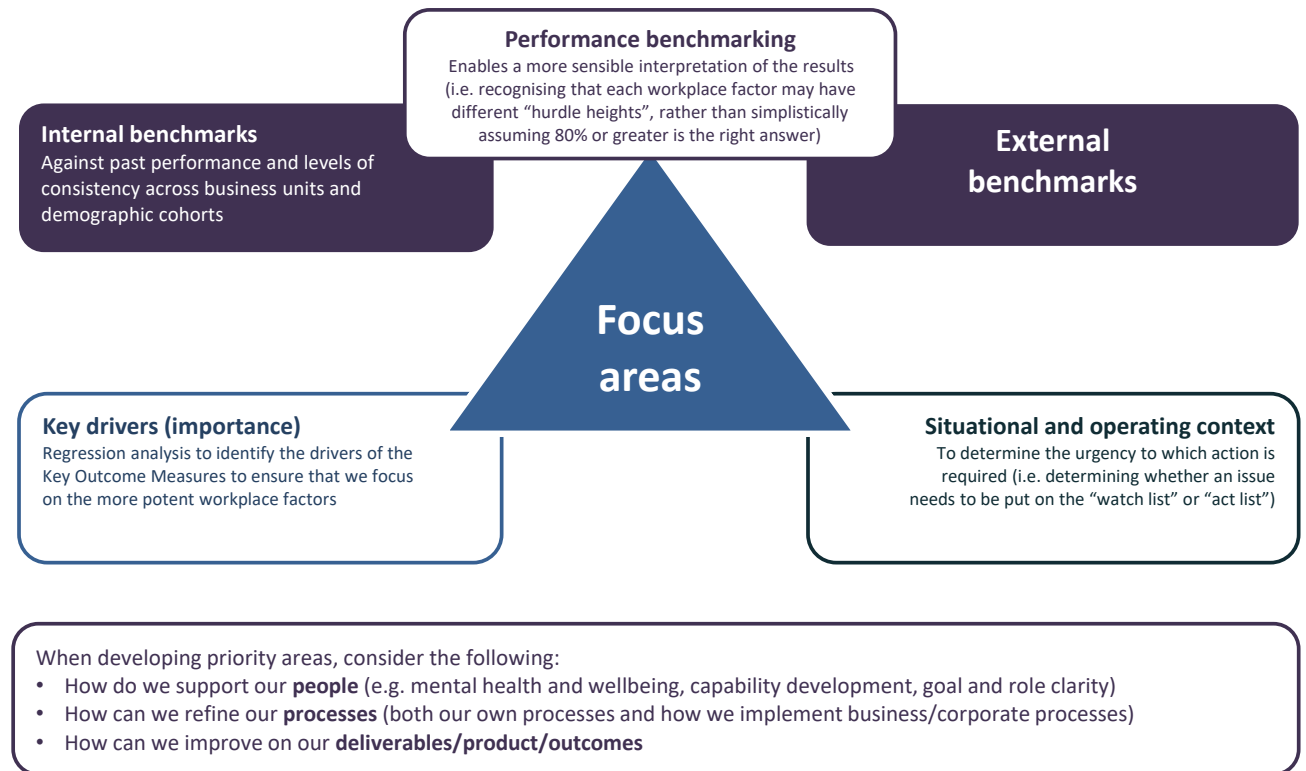 Performance benchmarking
Enables a more sensible interpretation of the results
(i.e. recognising that each workplace factor may have
different “hurdle heights”, rather than simplistically
assuming 80% or greater is the right answer)
Internal benchmarks
Against past performance and levels of
consistency across business units and
demographic cohorts
External
benchmarks
Focus
areas
Key drivers (importance)
Regression analysis to identify the drivers of the
Key Outcome Measures to ensure that we focus
on the more potent workplace factors
Situational and operating context
To determine the urgency to which action is
required (i.e. determining whether an issue
needs to be put on the “watch list” or “act list”)
When developing priority areas, consider the following:
• How do we support our people (e.g. mental health and wellbeing, capability development, goal and role clarity)
• How can we refine our processes (both our own processes and how we implement business/corporate processes)
• How can we improve on our deliverables/product/outcomes